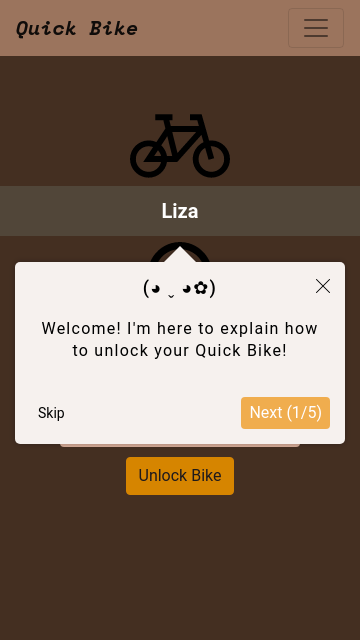 Quick Bike
Liza
(◕ ‿ ◕✿)
Welcome! I'm here to explain how
to unlock your Quick Bike!
Skip
Next (1/5)
Unlock Bike